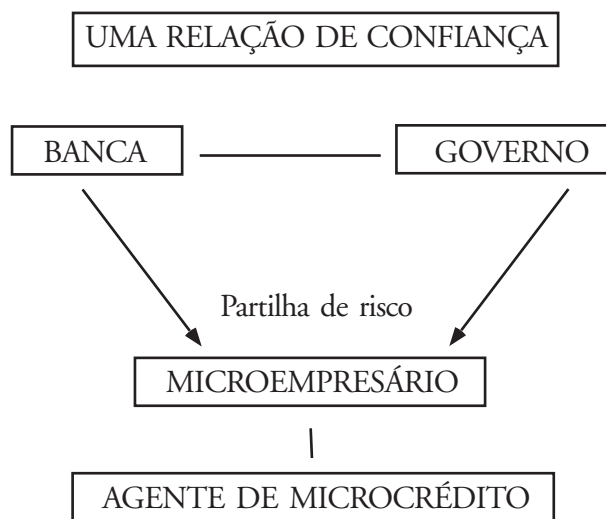 UMA RELAÇÃO DE CONFIANÇA
BANCA
GOVERNO
Partilha de risco
MICROEMPRESÁRIO
AGENTE DE MICROCRÉDITO